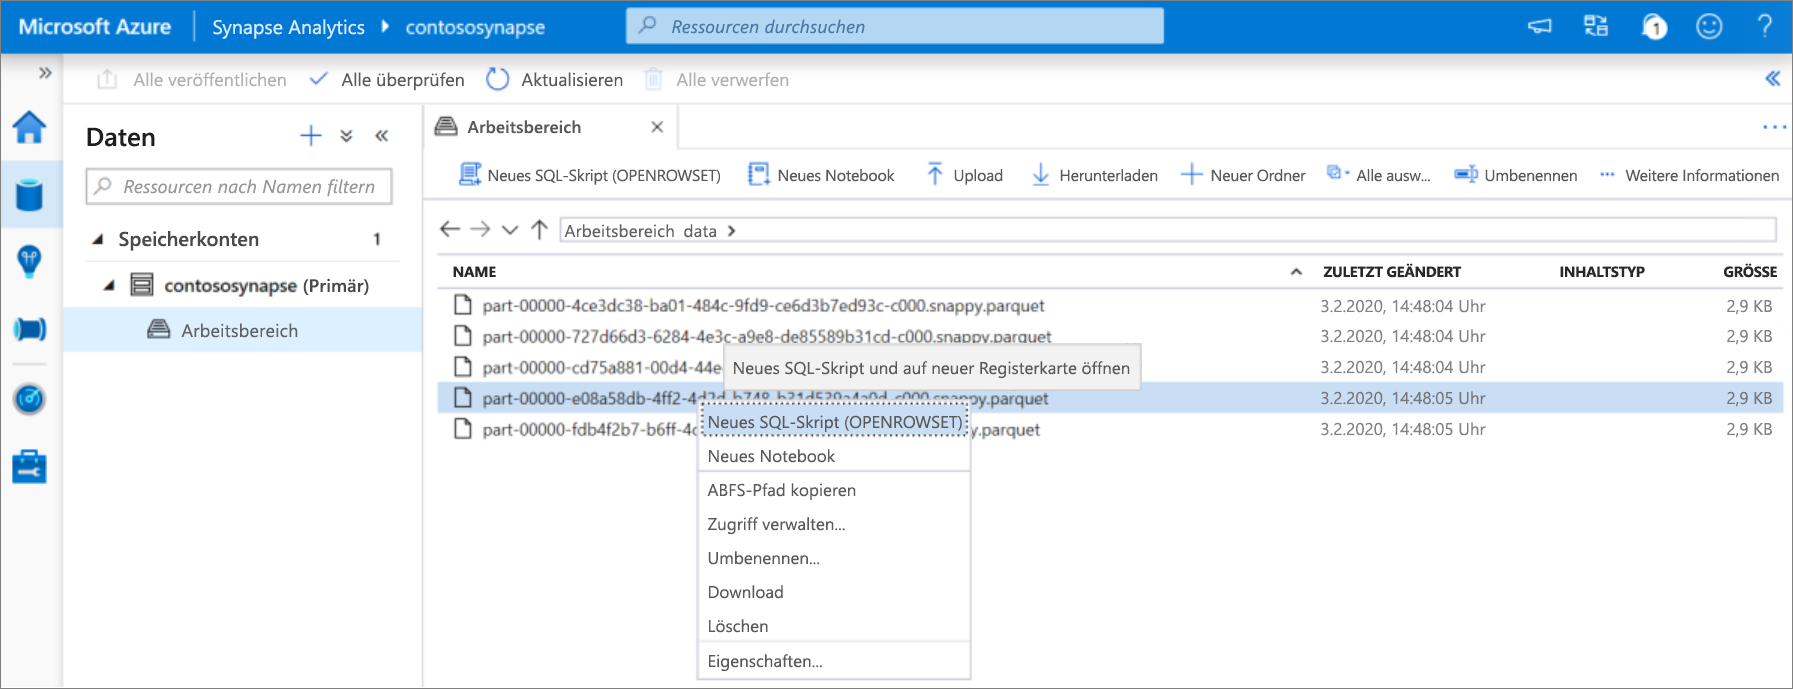 Microsoft Azure Synapse Analytics contososynapse Ressourcen durchsuchen 1 ?
Alle veröffentlichen Alle überprüfen Aktualisieren Alle verwerfen
Daten
Arbeitsbereich
Ressourcen nach Namen filtern
Neues SQL-Skript (OPENROWSET) Neues Notebook Upload Herunterladen Neuer Ordner Alle ausw... Umbenennen Weitere Informationen
Speicherkonten 1
Arbeitsbereich data
contososynapse (Primär)
Arbeitsbereich
NAME ZULETZT GEÄNDERT INHALTSTYP GRÖSSE
part-00000-4ce3dc38-ba01-484c-9fd9-ce6d3b7ed93c-c000.snappy.parquet 3.2.2020, 14:48:04 Uhr 2,9 KB
part-00000-727d66d3-6284-4e3c-a9e8-de85589b31cd-c000.snappy.parquet 3.2.2020, 14:48:04 Uhr 2,9 KB
part-00000-cd75a881-00d4-44e 3.2.2020, 14:48:04 Uhr 2,9 KB
Neues SQL-Skript und auf neuer Registerkarte öffnen
part-00000-e08a58db-4ff2-4d2d-b748-b31d539a4a0d-c000.snappy.parquet 3.2.2020, 14:48:05 Uhr 2,9 KB
part-00000-fdb4f2b7-b6ff-4c y.parquet 3.2.2020, 14:48:05 Uhr 2,9 KB
Neues SQL-Skript (OPENROWSET)
Neues Notebook
ABFS-Pfad kopieren
Zugriff verwalten...
Umbenennen...
Download
Löschen
Eigenschaften...